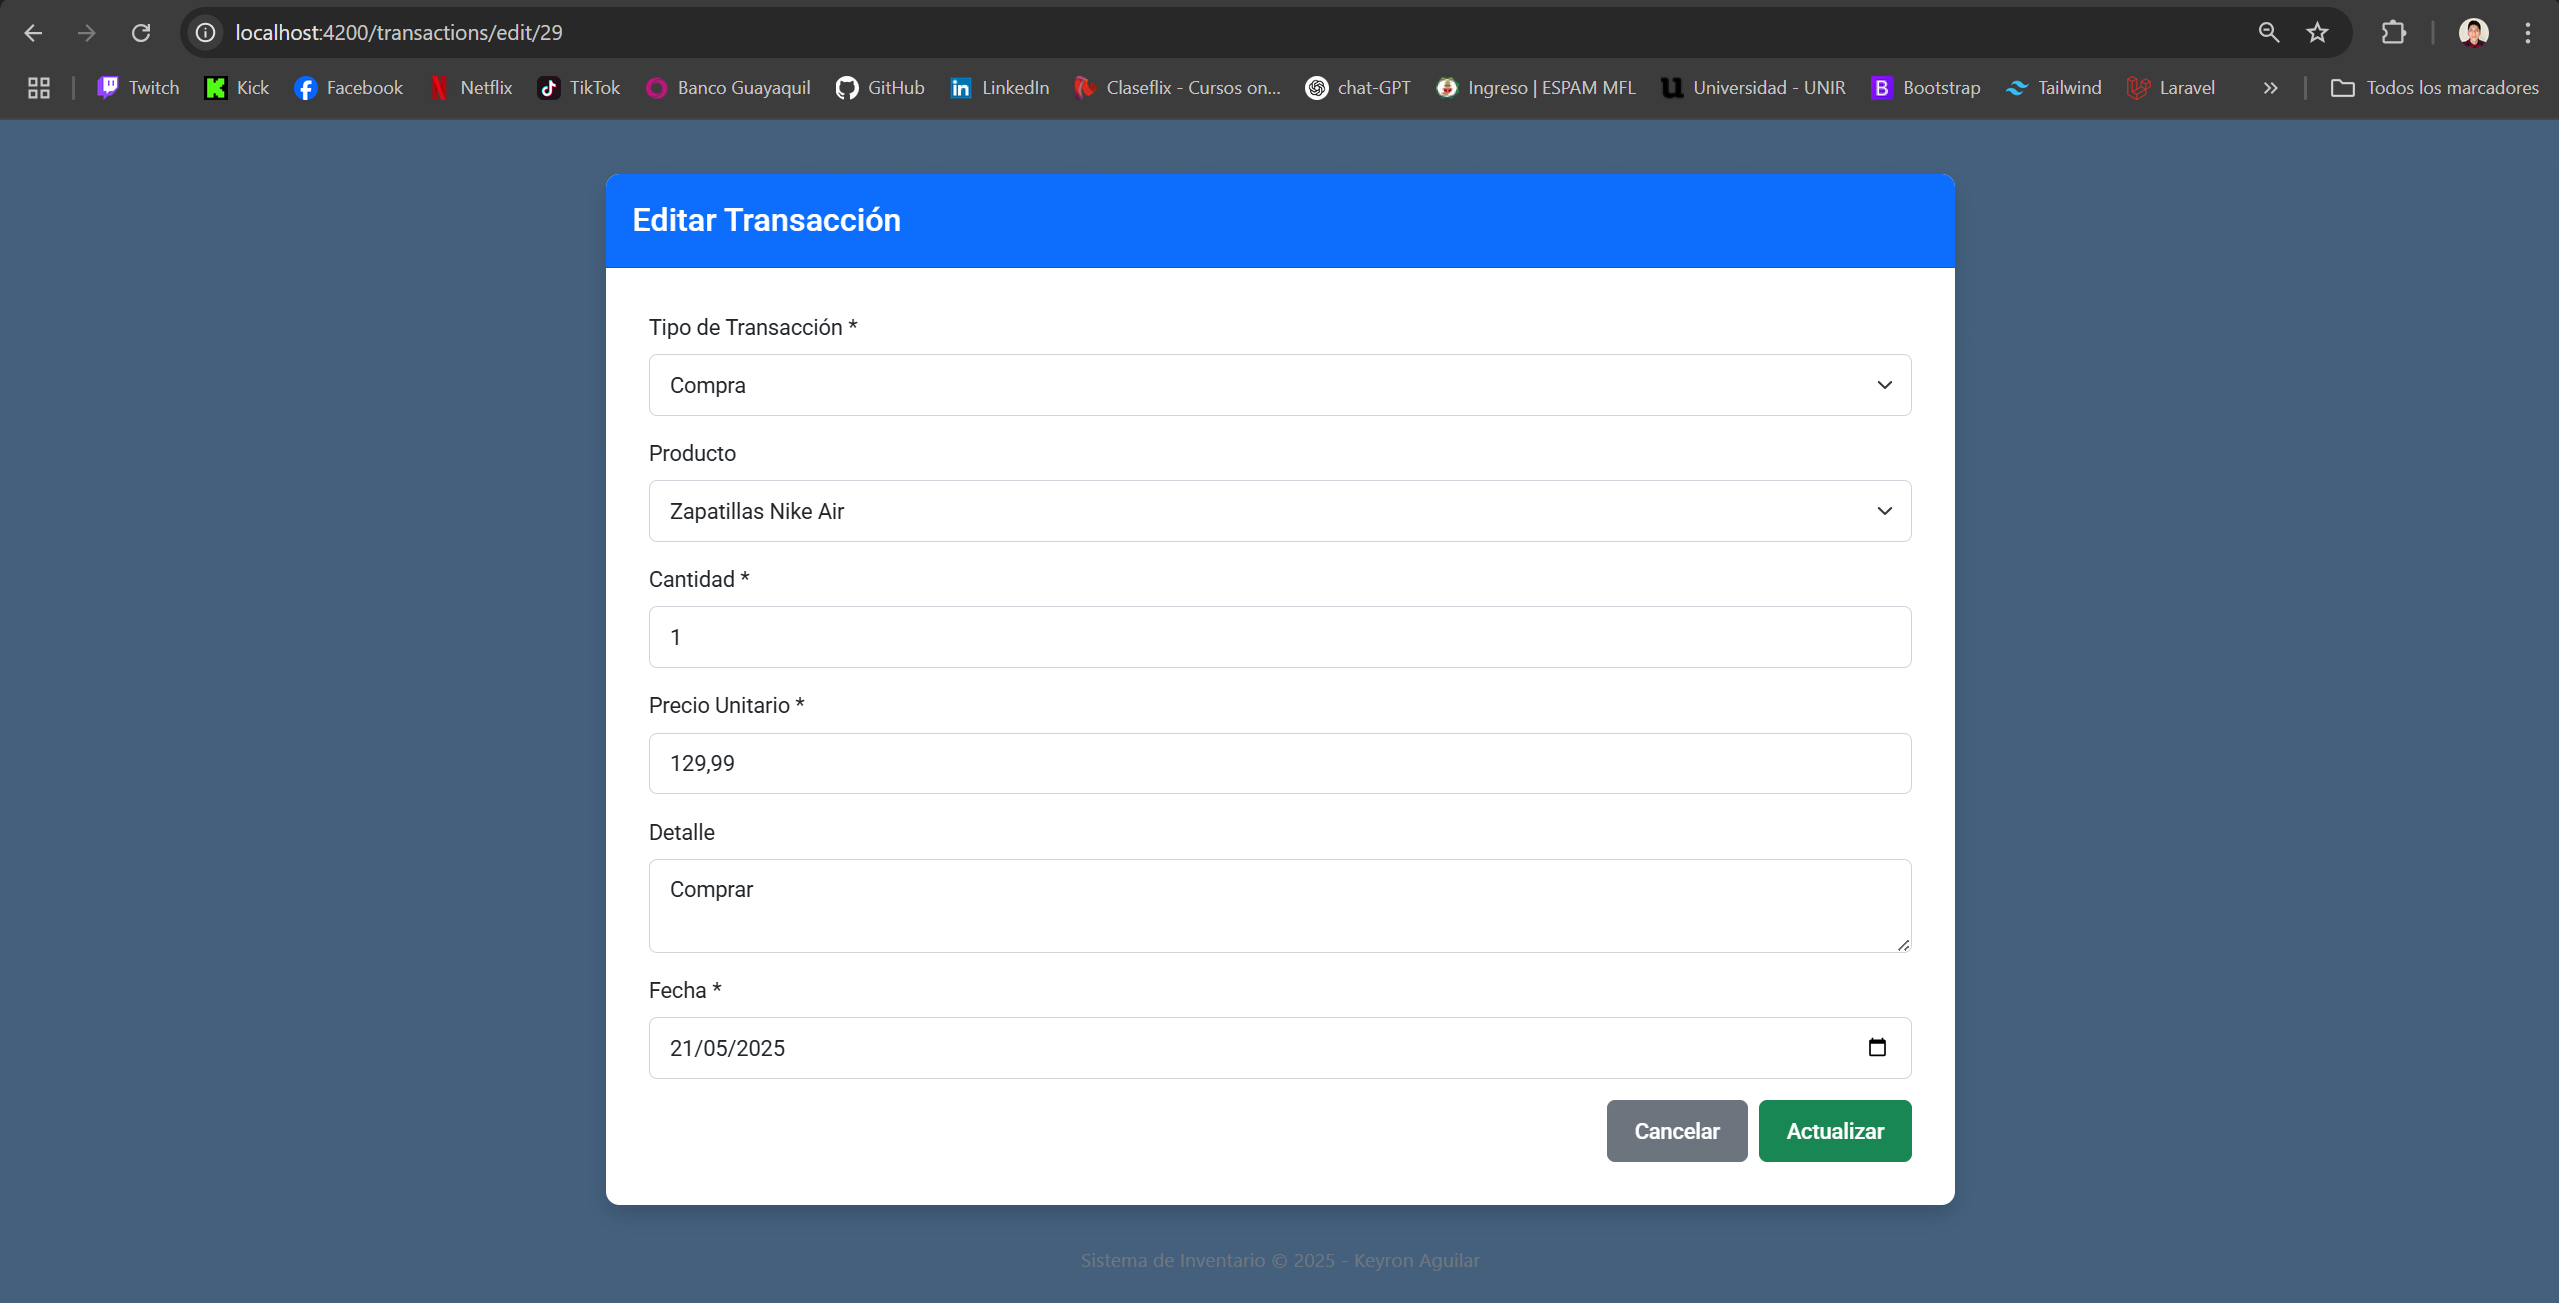 localhost:4200/transactions/edit/29
Twitch Kick Facebook Netflix TikTok Banco Guayaquil GitHub LinkedIn Claseflix - Cursos on... chat-GPT Ingreso | ESPAM MFL Universidad - UNIR Bootstrap Tailwind Laravel » Todos los marcadores
Editar Transacción
Tipo de Transacción *
Compra
Producto
Zapatillas Nike Air
Cantidad *
1
Precio Unitario *
129,99
Detalle
Comprar
Fecha *
21/05/2025
Cancelar Actualizar
Sistema de Inventario © 2025 - Keyron Aguilar